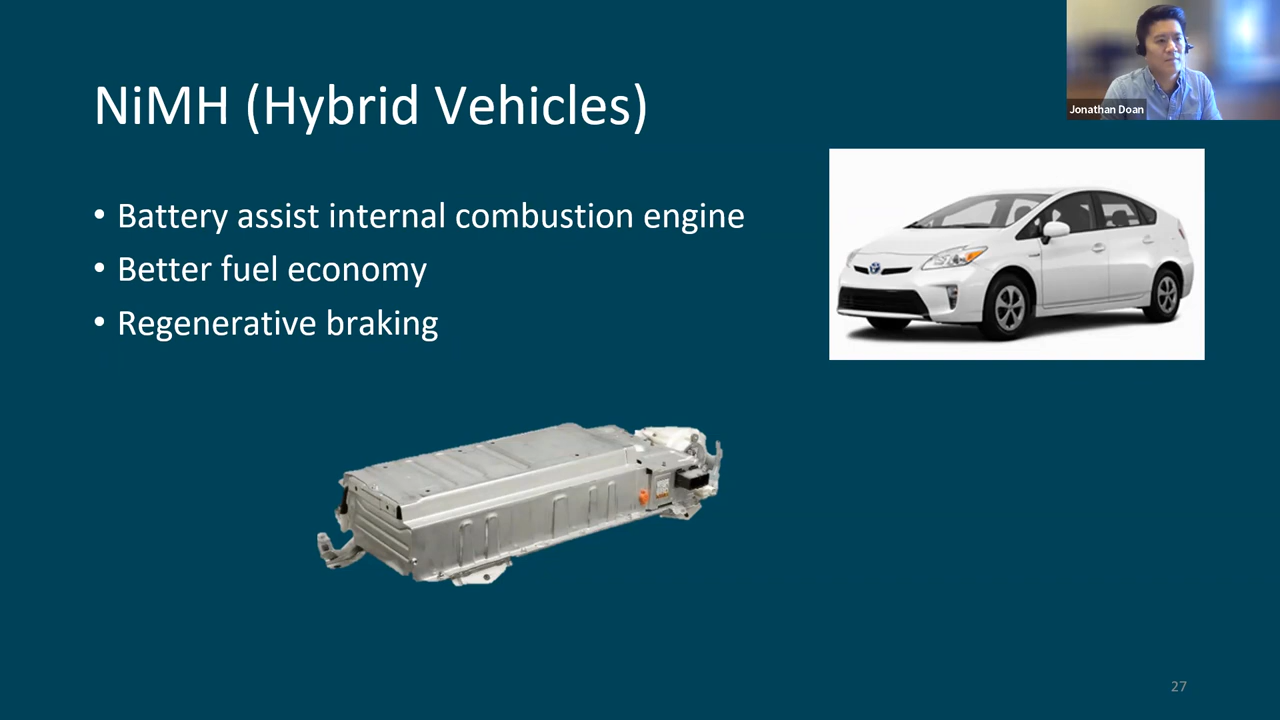 Jonathan Doan
NiMH (Hybrid Vehicles)
• Battery assist internal combustion engine
• Better fuel economy
• Regenerative braking
27